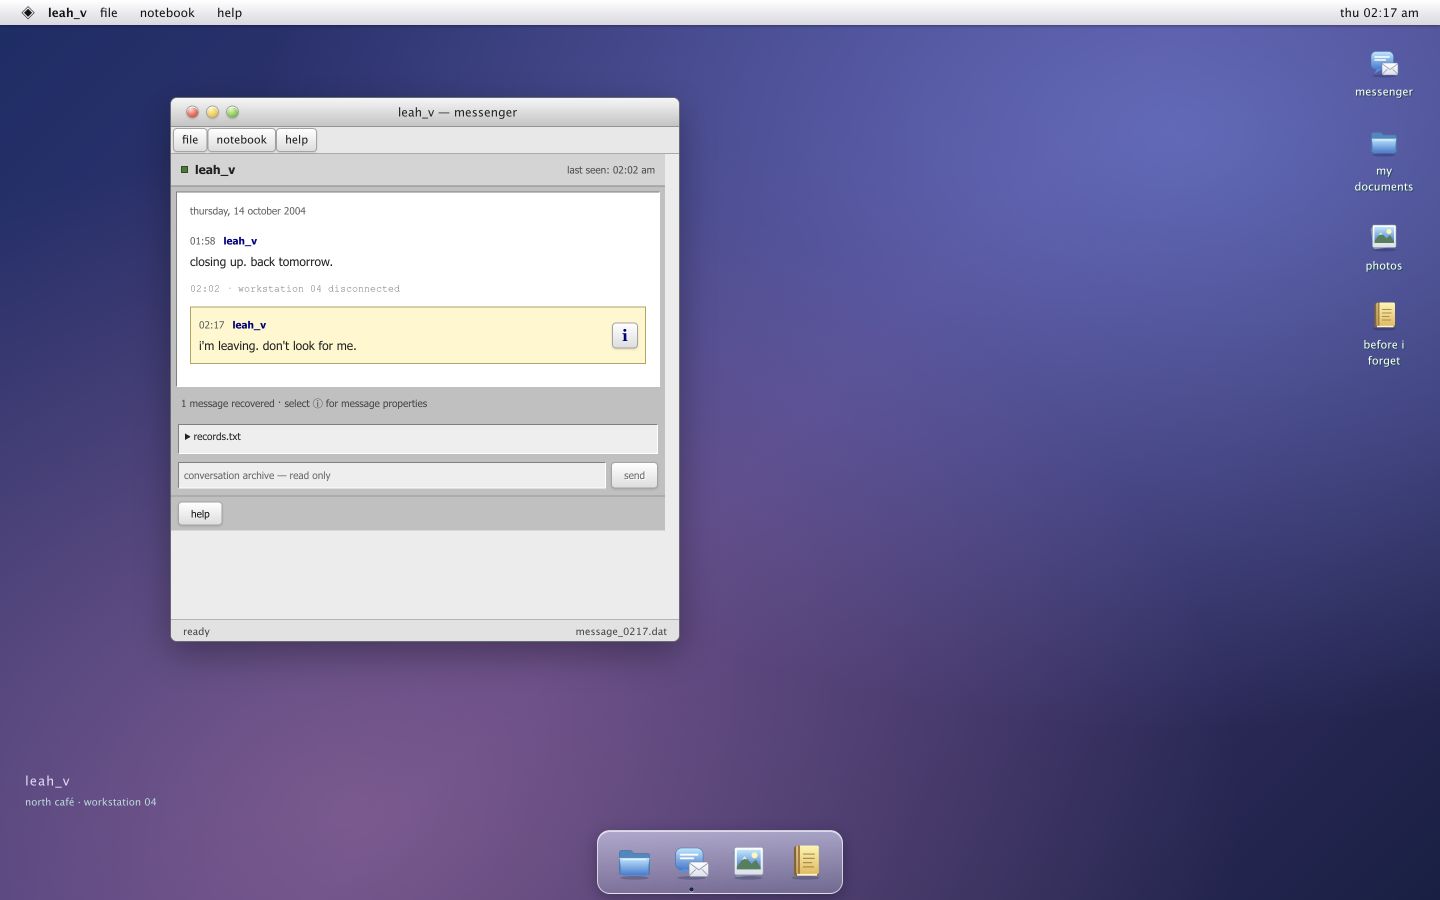 leah_v file notebook help thu 02:17 am
messenger
my
documents
photos
before i
forget
leah_v — messenger
file notebook help
leah_v last seen: 02:02 am
thursday, 14 october 2004
01:58 leah_v
closing up. back tomorrow.
02:02 · workstation 04 disconnected
02:17 leah_v
i'm leaving. don't look for me.
i
1 message recovered · select ⓘ for message properties
▶ records.txt
conversation archive — read only send
help
ready message_0217.dat
leah_v
north café · workstation 04